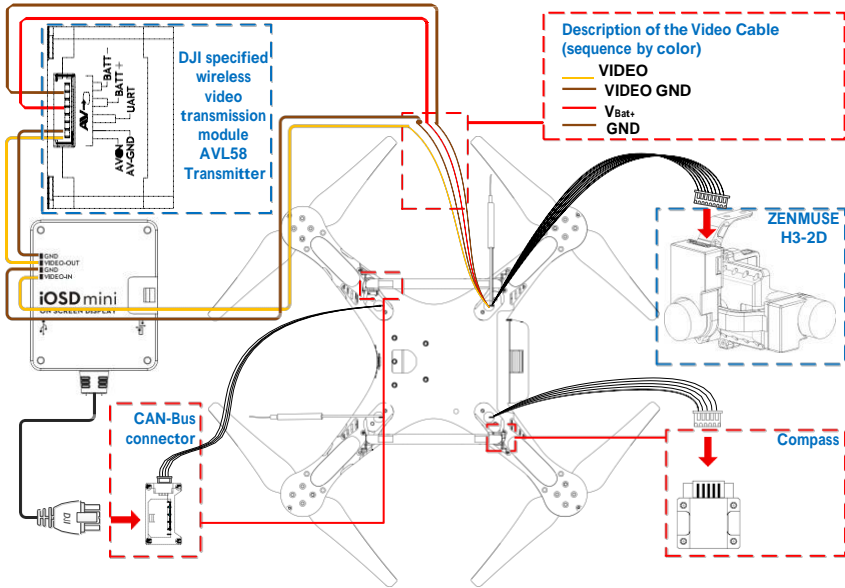 DJI specified
wireless
video
transmission
module
AVL58
Transmitter
BATT-
BATT+
UART
AV
AV-GND
Description of the Video Cable
(sequence by color)
VIDEO
VIDEO GND
VBat+
GND
ZENMUSE
H3-2D
GND
VIDEO-OUT
GND
VIDEO-IN
iOSD mini
ON SCREEN DISPLAY
CAN-Bus
connector
DJI
Compass